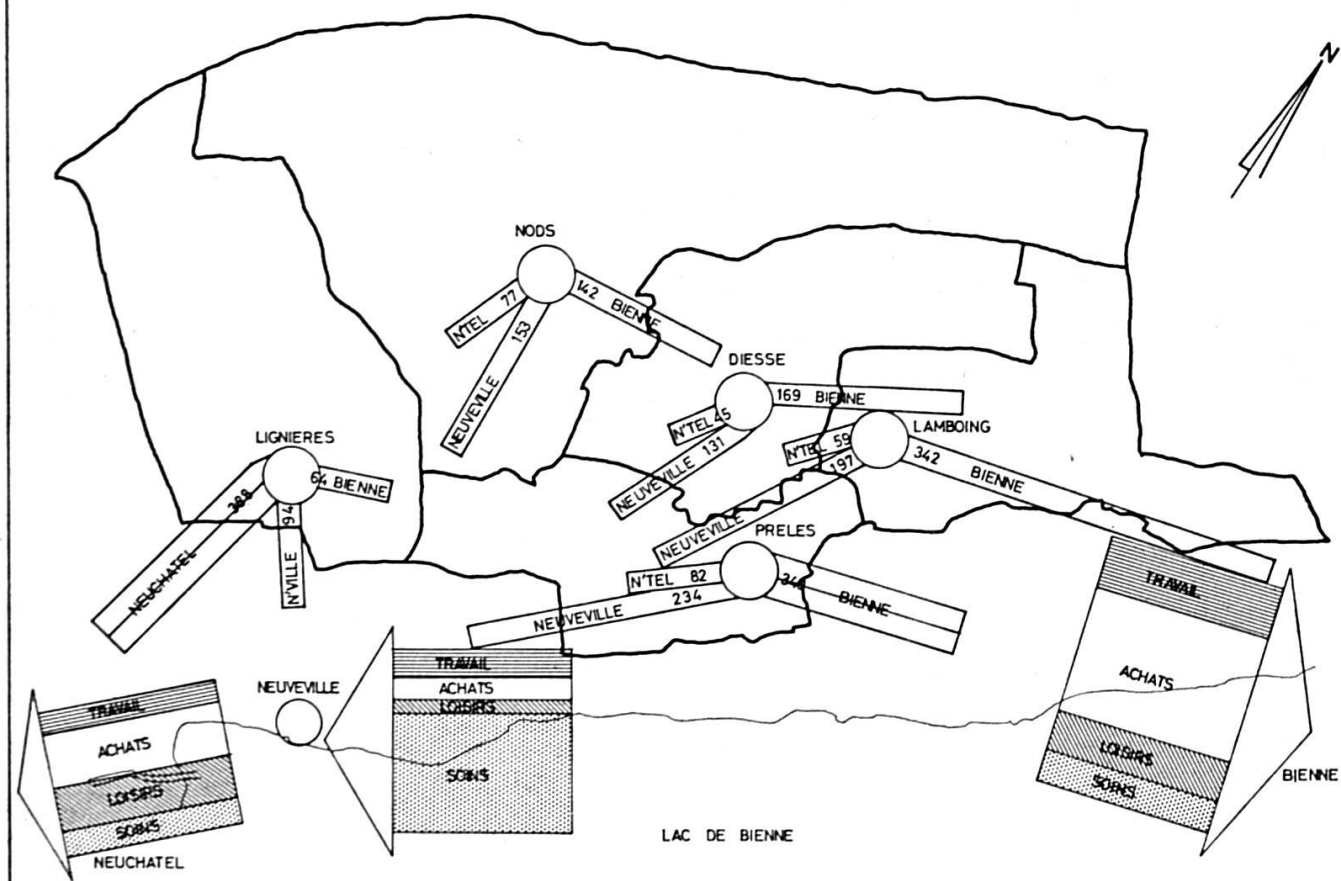 N
NODS
N'TEL 77
142 BIENNE
NEUVEVILLE 153
DIESSE
169 BIENNE
N'TEL 45
NEUVEVILLE 131
LAMBOING
N'TEL 59
342 BIENNE
NEUVEVILLE 197
LIGNIERES
64 BIENNE
NEUCHATEL 388
N'VILLE 94
PRELES
N'TEL 82
NEUVEVILLE 234
BIENNE
NEUVEVILLE
TRAVAIL
ACHATS
LOISIRS
SOINS
NEUCHATEL
TRAVAIL
ACHATS
LOISIRS
SOINS
TRAVAIL
ACHATS
LOISIRS
SOINS
BIENNE
LAC DE BIENNE